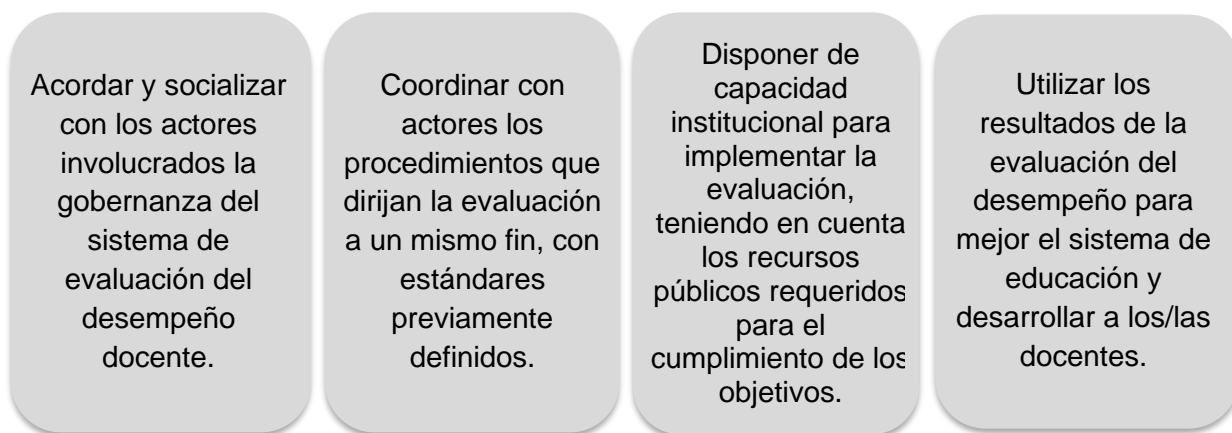 Acordar y socializar
con los actores
involucrados la
gobernanza del
sistema de
evaluación del
desempeño
docente.
Coordinar con
actores los
procedimientos que
dirijan la evaluación
a un mismo fin, con
estándares
previamente
definidos.
Disponer de
capacidad
institucional para
implementar la
evaluación,
teniendo en cuenta
los recursos
públicos requeridos
para el
cumplimiento de los
objetivos.
Utilizar los
resultados de la
evaluación del
desempeño para
mejor el sistema de
educación y
desarrollar a los/las
docentes.